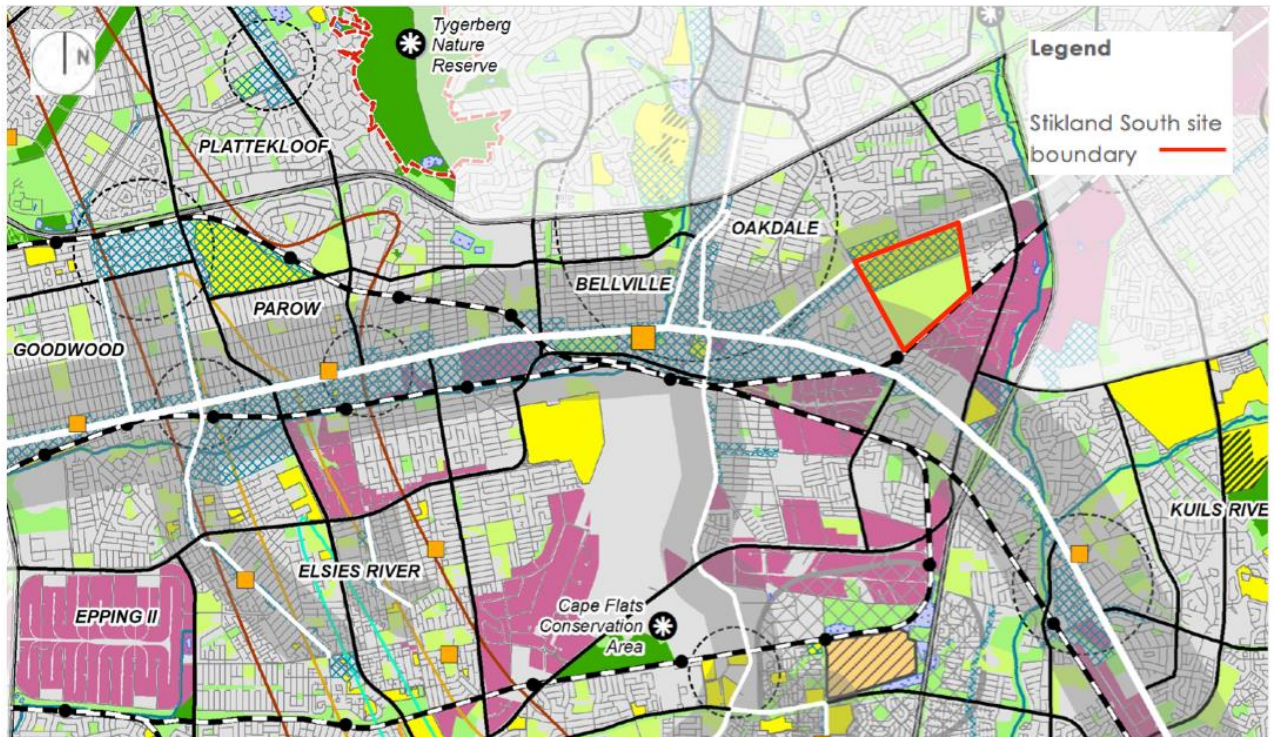 Tygerberg
Nature
Reserve
N
Legend
Stikland South site
boundary
PLATTEKLOOF
OAKDALE
BELLVILLE
PAROW
GOODWOOD
KUILS RIVE
ELSIES RIVER
Cape Flats
Conservation
Area
EPPING II